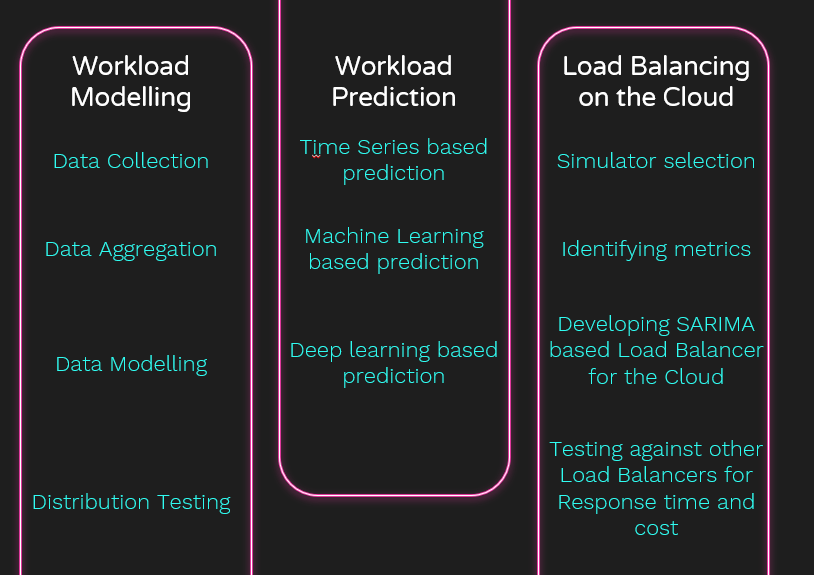 Workload
Modelling
Data Collection
Data Aggregation
Data Modelling
Distribution Testing
Workload
Prediction
Time Series based
prediction
Machine Learning
based prediction
Deep learning based
prediction
Load Balancing
on the Cloud
Simulator selection
Identifying metrics
Developing SARIMA
based Load Balancer
for the Cloud
Testing against other
Load Balancers for
Response time and
cost